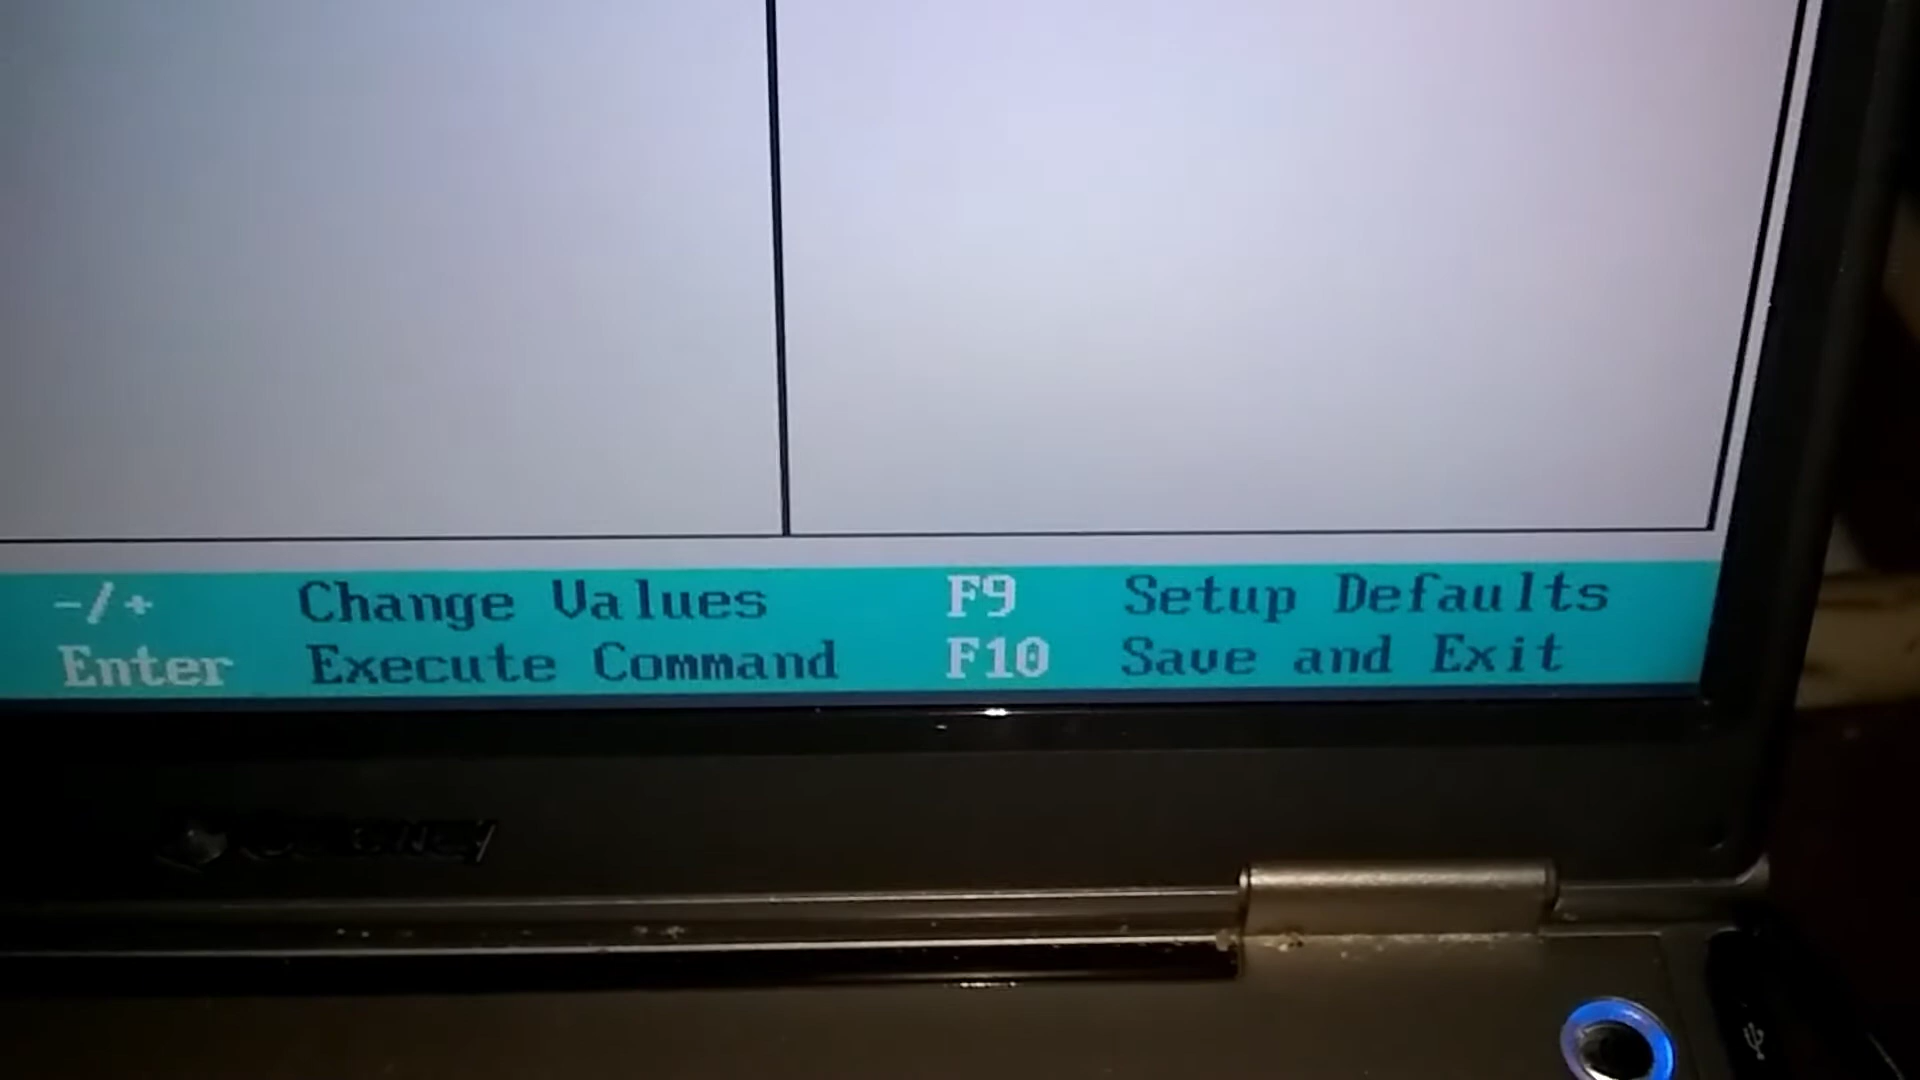 -/+ Change Values F9 Setup Defaults
Enter Execute Command F10 Save and Exit